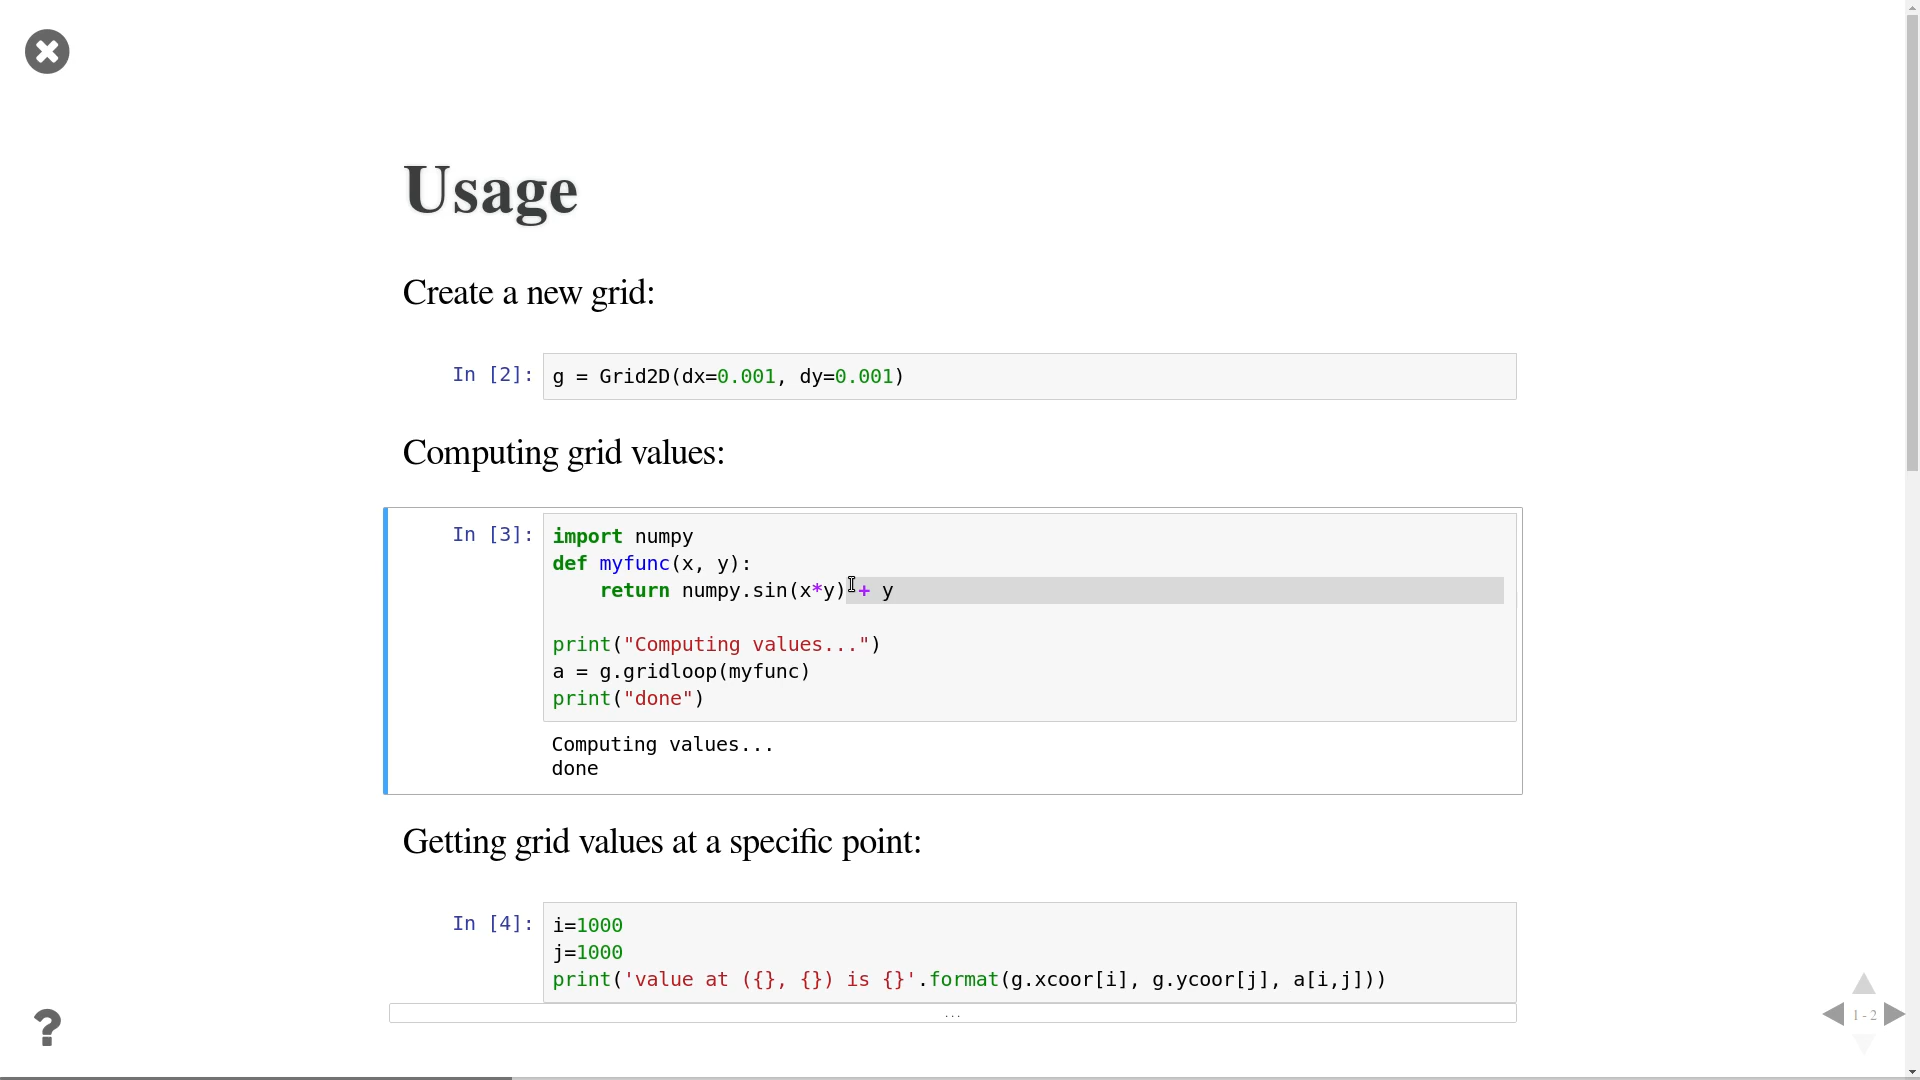 Usage
Create a new grid:
In [2]: g = Grid2D(dx=0.001, dy=0.001)
Computing grid values:
In [3]: import numpy
def myfunc(x, y):
    return numpy.sin(x*y) + y
print("Computing values...")
a = g.gridloop(myfunc)
print("done")
Computing values...
done
Getting grid values at a specific point:
In [4]: i=1000
j=1000
print('value at ({}, {}) is {}'.format(g.xcoor[i], g.ycoor[j], a[i,j]))
...
?
1 - 2